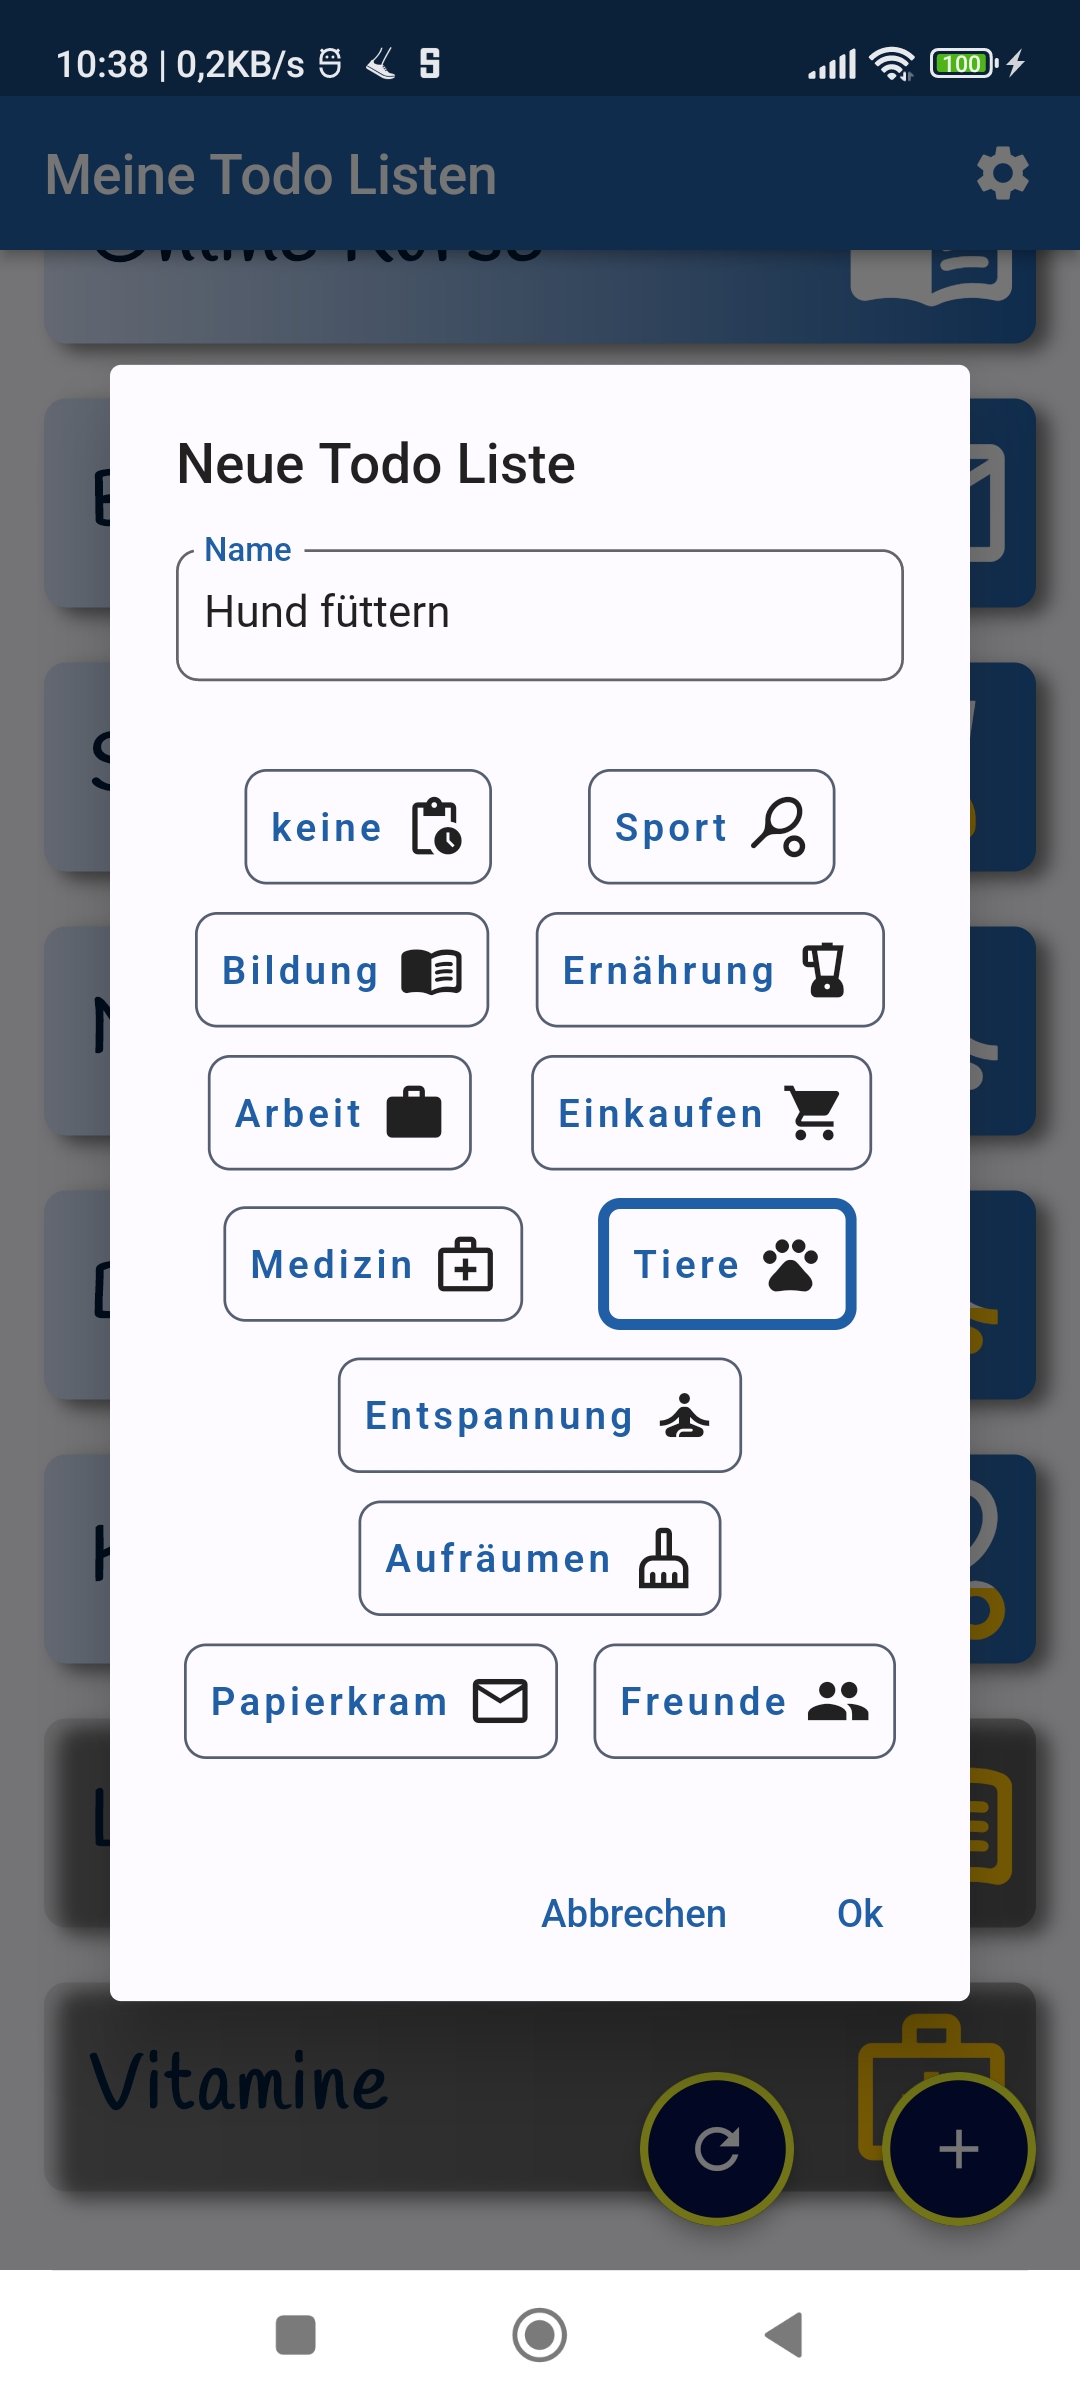 10:38 | 0,2KB/s
100
Meine Todo Listen
Neue Todo Liste
Name
Hund füttern
keine
Sport
Bildung
Ernährung
Arbeit
Einkaufen
Medizin
Tiere
Entspannung
Aufräumen
Papierkram
Freunde
Abbrechen
Ok
Vitamine